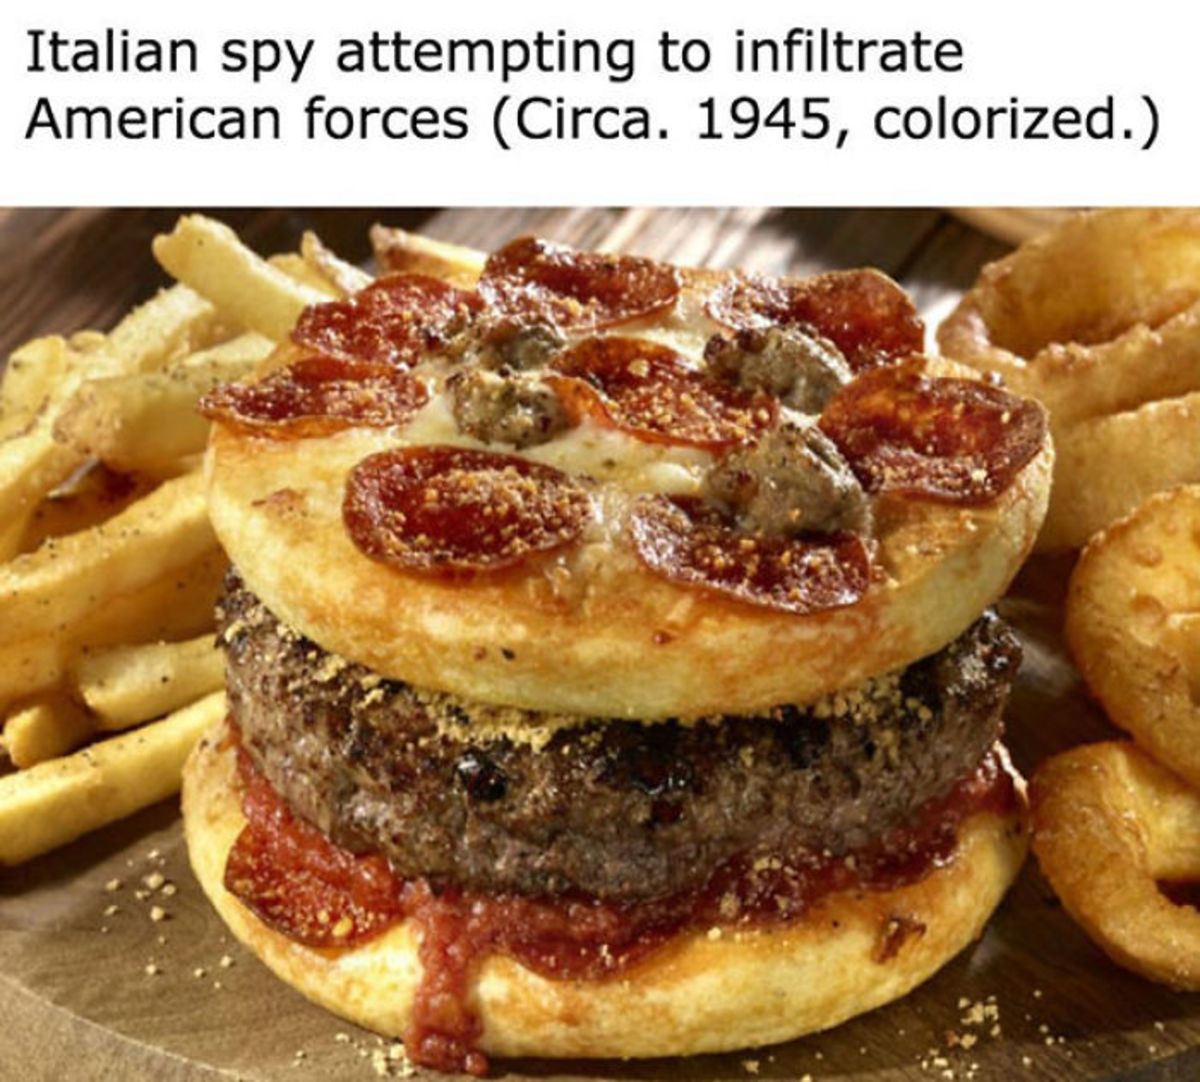 Italian spy attempting to infiltrate
American forces (Circa. 1945, colorized.)